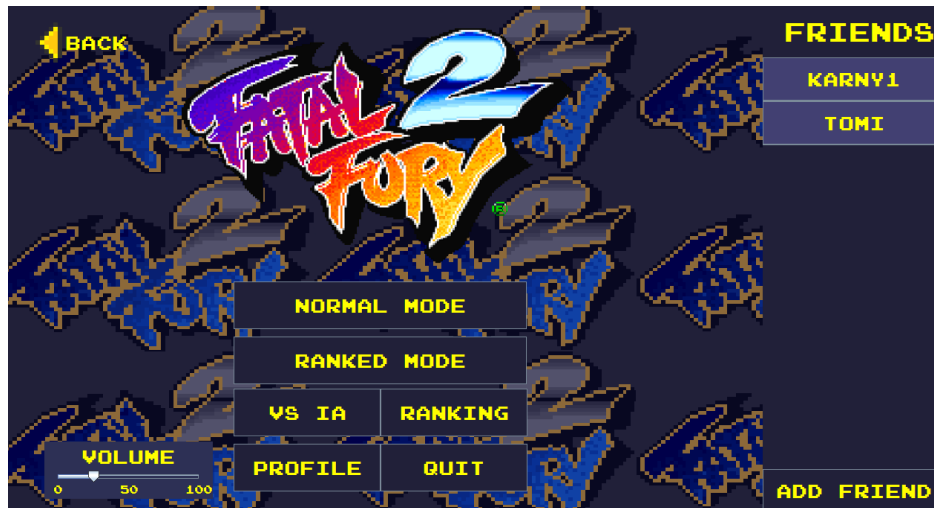 BACK
FATAL
FURY
2
®
FRIENDS
KARNY1
TOMI
NORMAL MODE
RANKED MODE
VS IA
RANKING
PROFILE
QUIT
VOLUME
0 50 100
ADD FRIEND